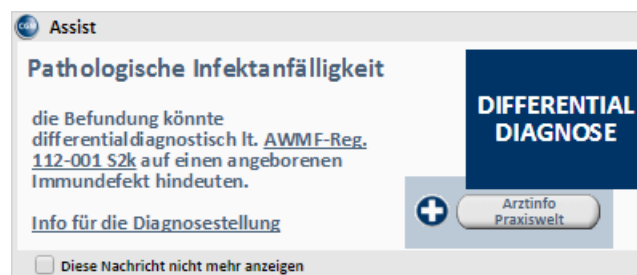 CGM Assist
Pathologische Infektanfälligkeit
die Befundung könnte
differentialdiagnostisch lt. AWMF-Reg.
112-001 S2k auf einen angeborenen
Immundefekt hindeuten.
Info für die Diagnosestellung
DIFFERENTIAL
DIAGNOSE
Arztinfo
Praxiswelt
Diese Nachricht nicht mehr anzeigen